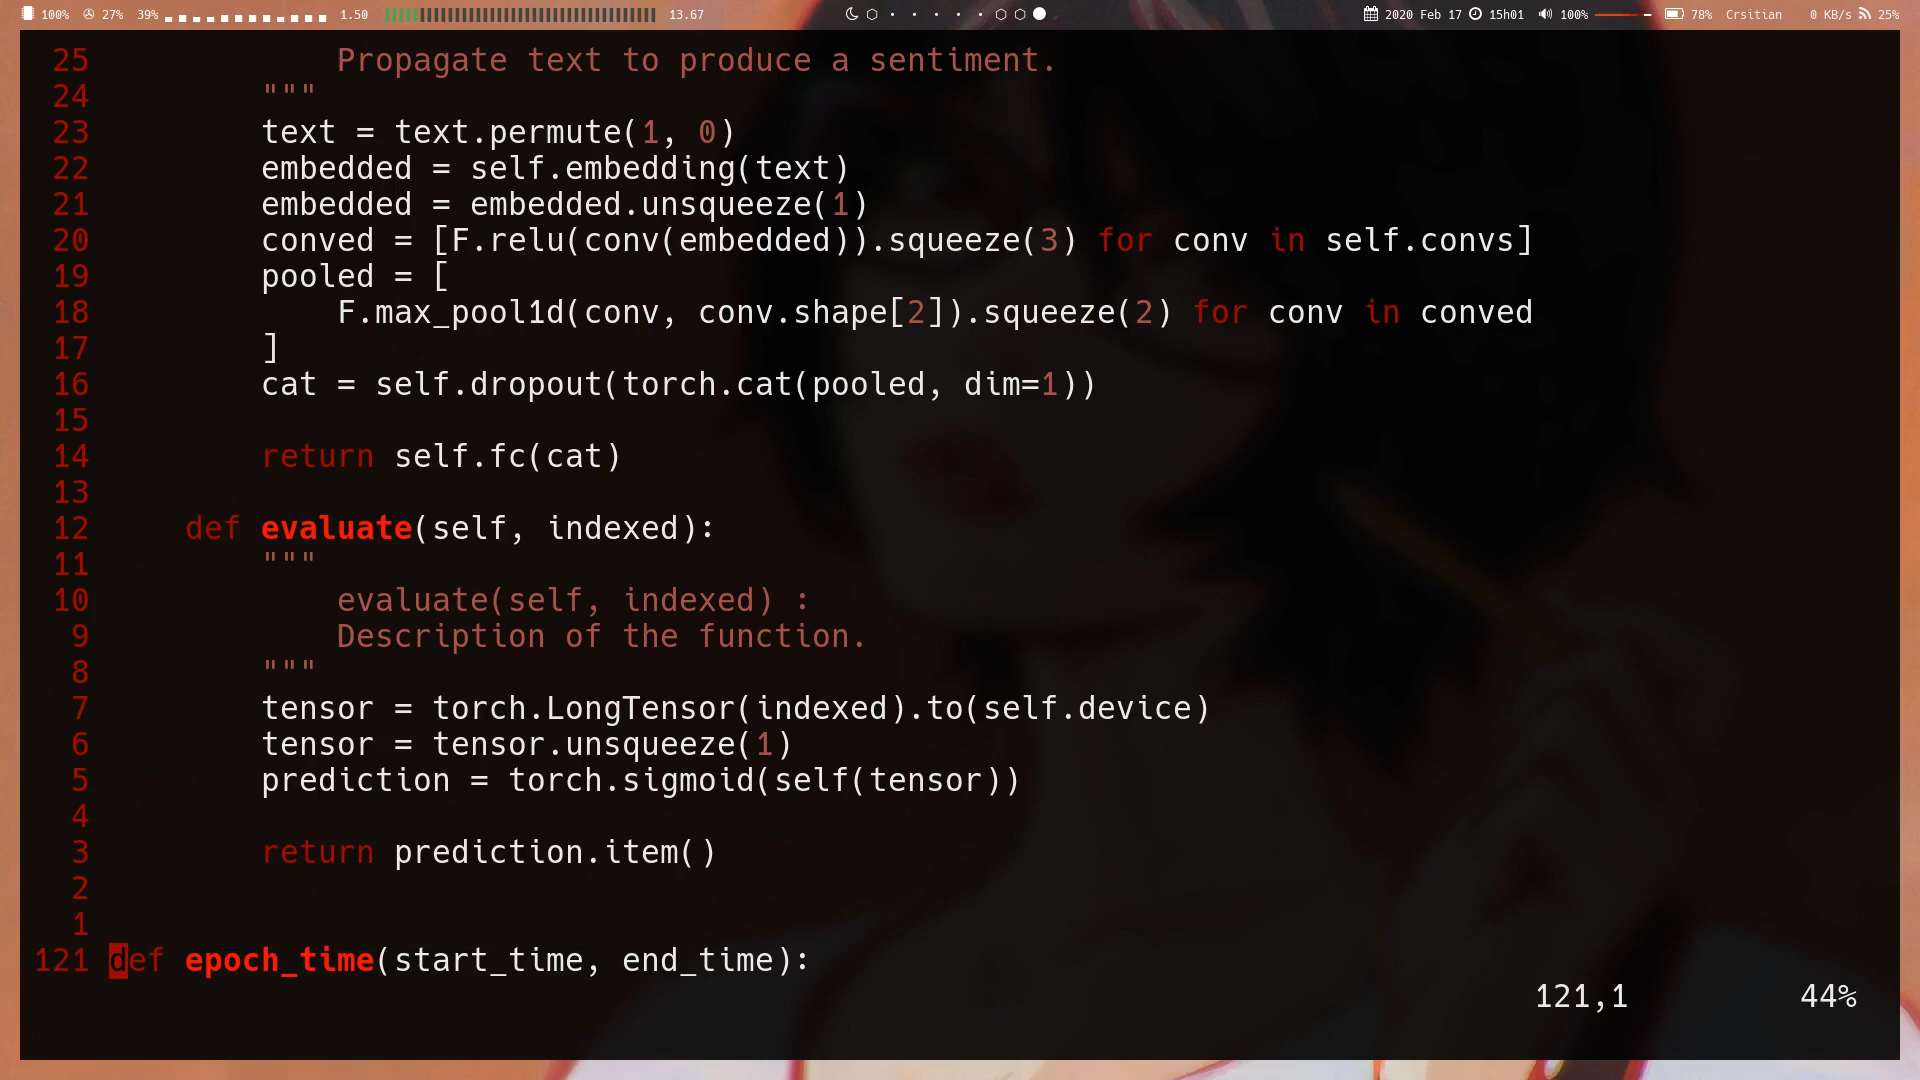 100% 27% 39% 1.50 13.67 2020 Feb 17 15h01 100% 78% Crsitian 0 KB/s 25%
25 Propagate text to produce a sentiment.
24 """
23 text = text.permute(1, 0)
22 embedded = self.embedding(text)
21 embedded = embedded.unsqueeze(1)
20 conved = [F.relu(conv(embedded)).squeeze(3) for conv in self.convs]
19 pooled = [
18 F.max_pool1d(conv, conv.shape[2]).squeeze(2) for conv in conved
17 ]
16 cat = self.dropout(torch.cat(pooled, dim=1))
15
14 return self.fc(cat)
13
12 def evaluate(self, indexed):
11 """
10 evaluate(self, indexed) :
9 Description of the function.
8 """
7 tensor = torch.LongTensor(indexed).to(self.device)
6 tensor = tensor.unsqueeze(1)
5 prediction = torch.sigmoid(self(tensor))
4
3 return prediction.item()
2
1
121 def epoch_time(start_time, end_time):
121,1 44%